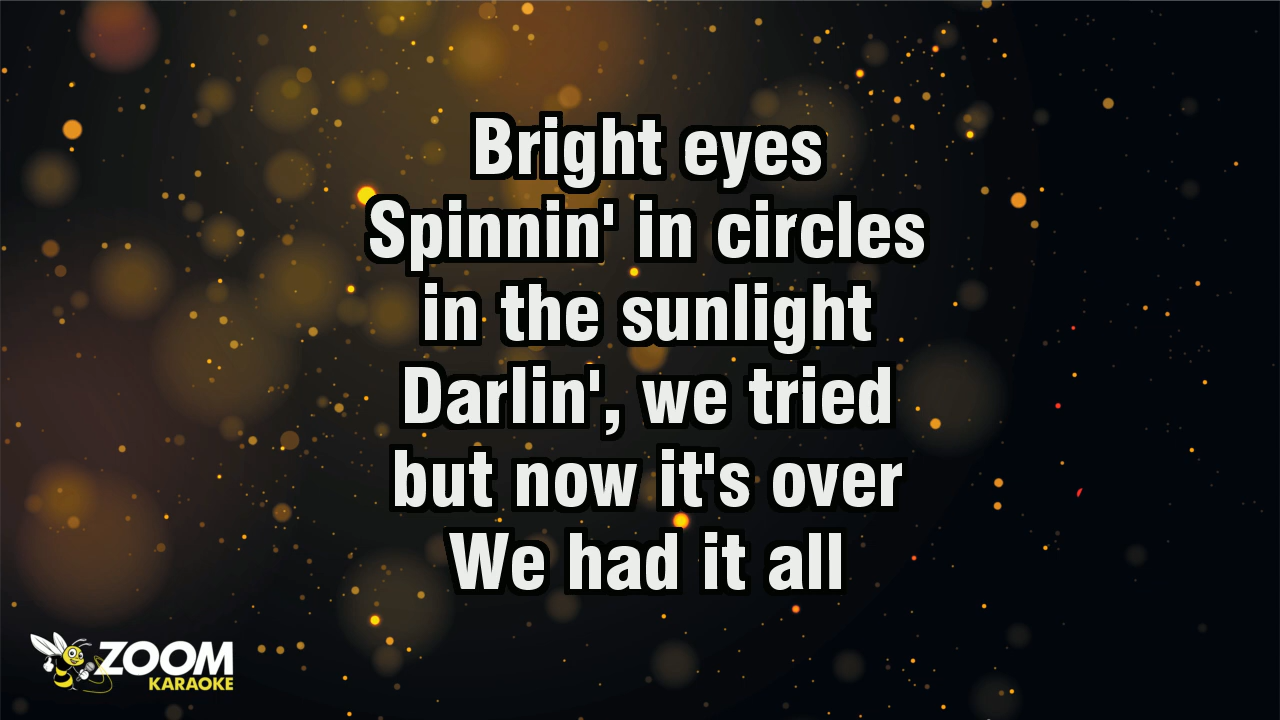 Bright eyes
Spinnin' in circles
in the sunlight
Darlin', we tried
but now it's over
We had it all
ZOOM
KARAOKE